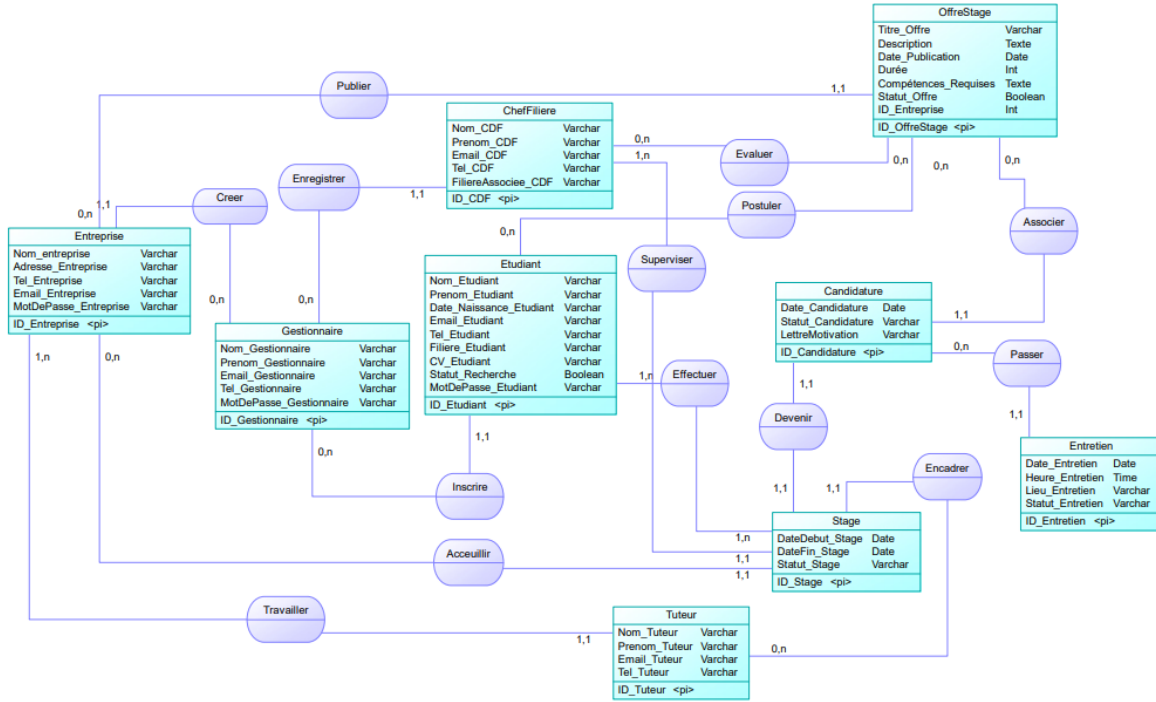 OffreStage
Titre_Offre Varchar
Description Texte
Date_Publication Date
Durée Int
Compétences_Requises Texte
Statut_Offre Boolean
ID_Entreprise Int
ID_OffreStage <pi>
Publier
1,1
ChefFiliere
Nom_CDF Varchar
Prenom_CDF Varchar
Email_CDF Varchar
Tel_CDF Varchar
FiliereAssociee_CDF Varchar
ID_CDF <pi>
0,n
1,n
Evaluer
0,n
0,n
0,n
Enregistrer
1,1
Creer
Postuler
Associer
0,n
1,1
0,n
0,n
Entreprise
Nom_entreprise Varchar
Adresse_Entreprise Varchar
Tel_Entreprise Varchar
Email_Entreprise Varchar
MotDePasse_Entreprise Varchar
ID_Entreprise <pi>
Superviser
Etudiant
Nom_Etudiant Varchar
Prenom_Etudiant Varchar
Date_Naissance_Etudiant Varchar
Email_Etudiant Varchar
Tel_Etudiant Varchar
Filiere_Etudiant Varchar
CV_Etudiant Varchar
Statut_Recherche Boolean
MotDePasse_Etudiant Varchar
ID_Etudiant <pi>
Candidature
Date_Candidature Date
Statut_Candidature Varchar
LettreMotivation Varchar
ID_Candidature <pi>
1,1
0,n
0,n
0,n
Gestionnaire
Nom_Gestionnaire Varchar
Prenom_Gestionnaire Varchar
Email_Gestionnaire Varchar
Tel_Gestionnaire Varchar
MotDePasse_Gestionnaire Varchar
ID_Gestionnaire <pi>
1,n
0,n
Passer
1,n
Effectuer
1,1
Devenir
1,1
Entretien
Date_Entretien Date
Heure_Entretien Time
Lieu_Entretien Varchar
Statut_Entretien Varchar
ID_Entretien <pi>
1,1
0,n
Inscrire
1,1
1,1
Encadrer
Stage
DateDebut_Stage Date
DateFin_Stage Date
Statut_Stage Varchar
ID_Stage <pi>
1,n
1,1
1,1
Acceuillir
Travailler
1,1
Tuteur
Nom_Tuteur Varchar
Prenom_Tuteur Varchar
Email_Tuteur Varchar
Tel_Tuteur Varchar
ID_Tuteur <pi>
0,n